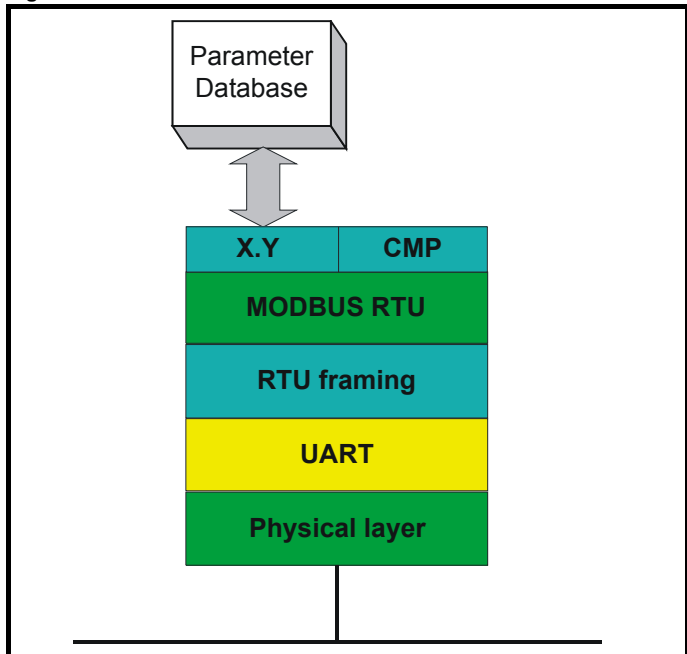 Parameter
Database
X.Y CMP
MODBUS RTU
RTU framing
UART
Physical layer